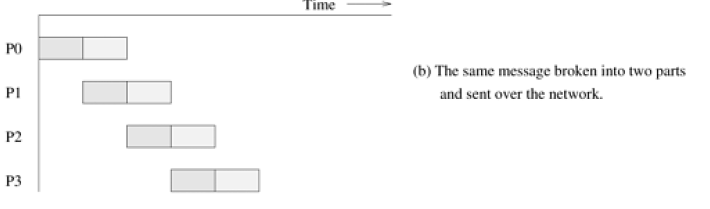 Time
P0
P1
P2
P3
(b) The same message broken into two parts
and sent over the network.